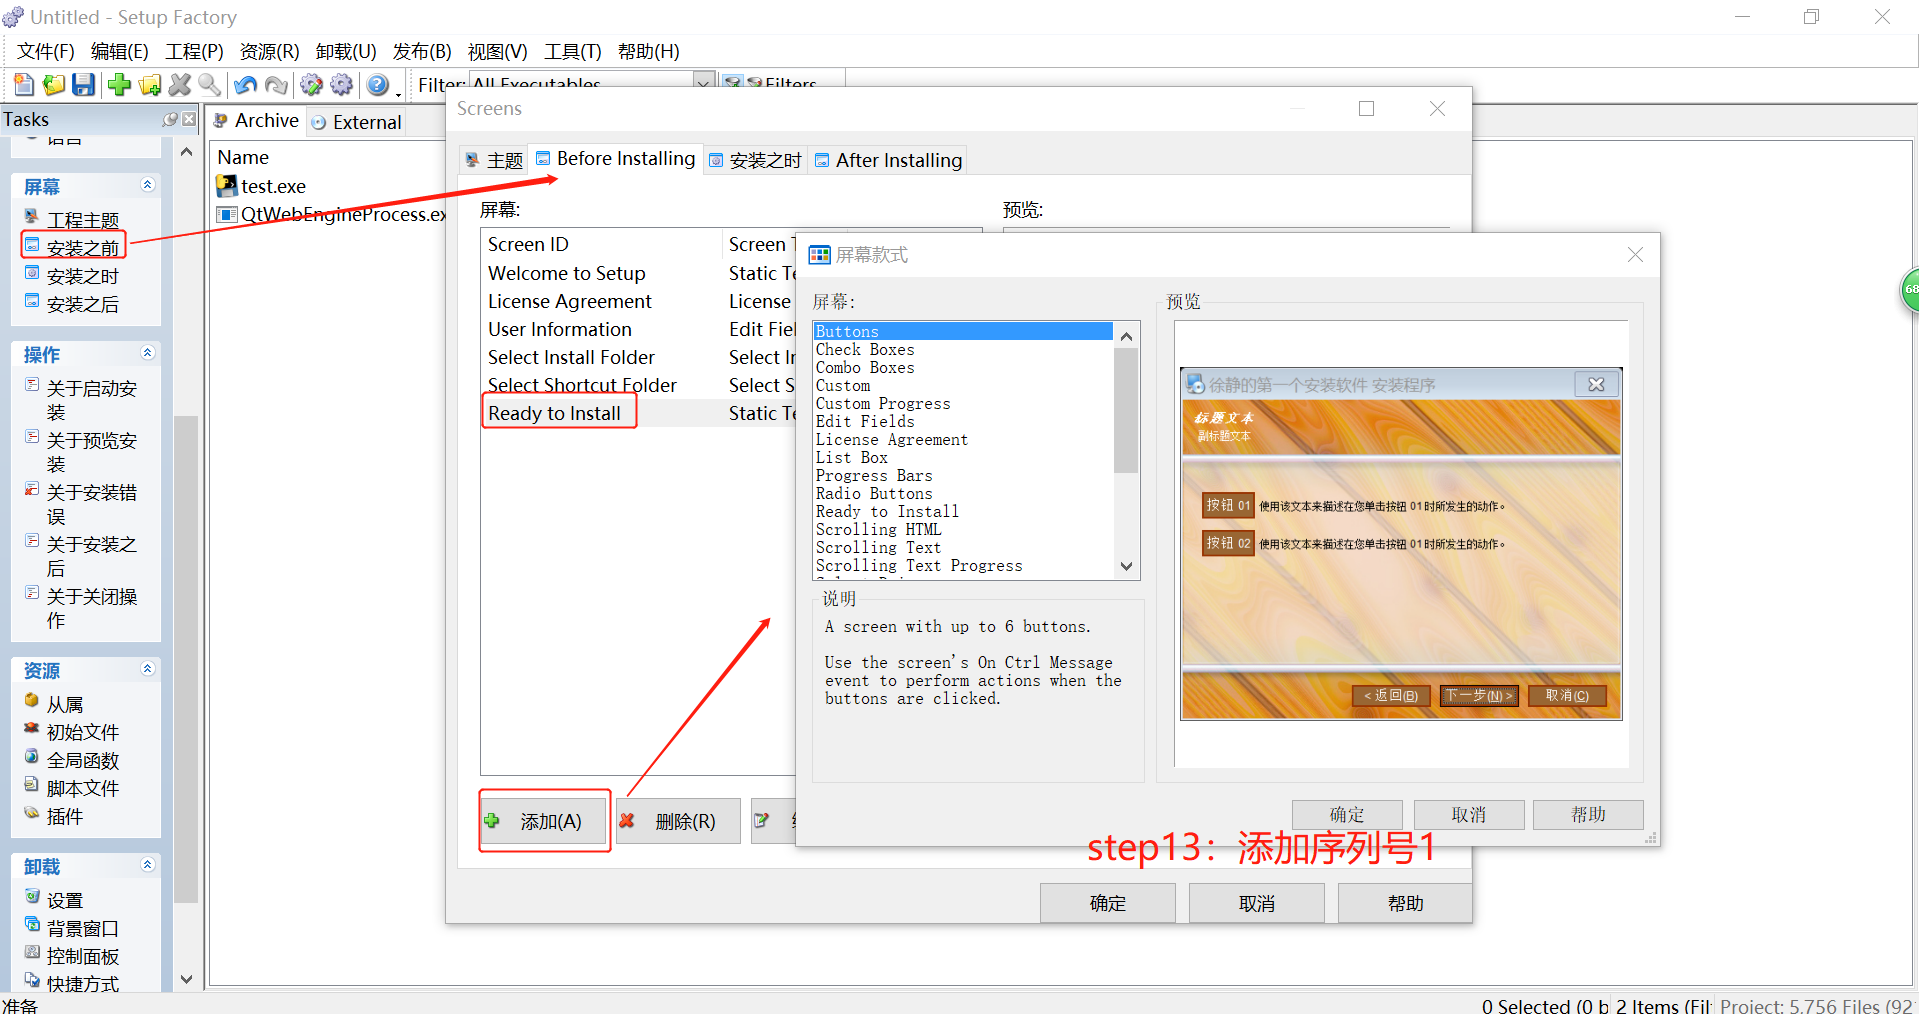 Untitled - Setup Factory
文件(F) 编辑(E) 工程(P) 资源(R) 卸载(U) 发布(B) 视图(V) 工具(T) 帮助(H)
Filter: All Executables Filters
Tasks
语言
屏幕
工程主题
安装之前
安装之时
安装之后
操作
关于启动安
装
关于预览安
装
关于安装错
误
关于安装之
后
关于关闭操
作
资源
从属
初始文件
全局函数
脚本文件
插件
卸载
设置
背景窗口
控制面板
快捷方式
准备
Archive External
Name
test.exe
QtWebEngineProcess.ex
Screens
主题 Before Installing 安装之时 After Installing
屏幕:
预览:
Screen ID Screen T
Welcome to Setup Static Te
License Agreement License
User Information Edit Fiel
Select Install Folder Select In
Select Shortcut Folder Select S
Ready to Install Static Te
添加(A) 删除(R)
确定 取消 帮助
屏幕款式
屏幕:
Buttons
Check Boxes
Combo Boxes
Custom
Custom Progress
Edit Fields
License Agreement
List Box
Progress Bars
Radio Buttons
Ready to Install
Scrolling HTML
Scrolling Text
Scrolling Text Progress
说明
A screen with up to 6 buttons.
Use the screen's On Ctrl Message
event to perform actions when the
buttons are clicked.
预览
徐静的第一个安装软件 安装程序
标题文本
副标题文本
按钮 01 使用该文本来描述在您单击按钮 01 时所发生的动作。
按钮 02 使用该文本来描述在您单击按钮 01 时所发生的动作。
< 返回(B) 下一步(N) > 取消(C)
确定 取消 帮助
step13：添加序列号1
68
0 Selected (0 b 2 Items (Fil Project: 5,756 Files (92